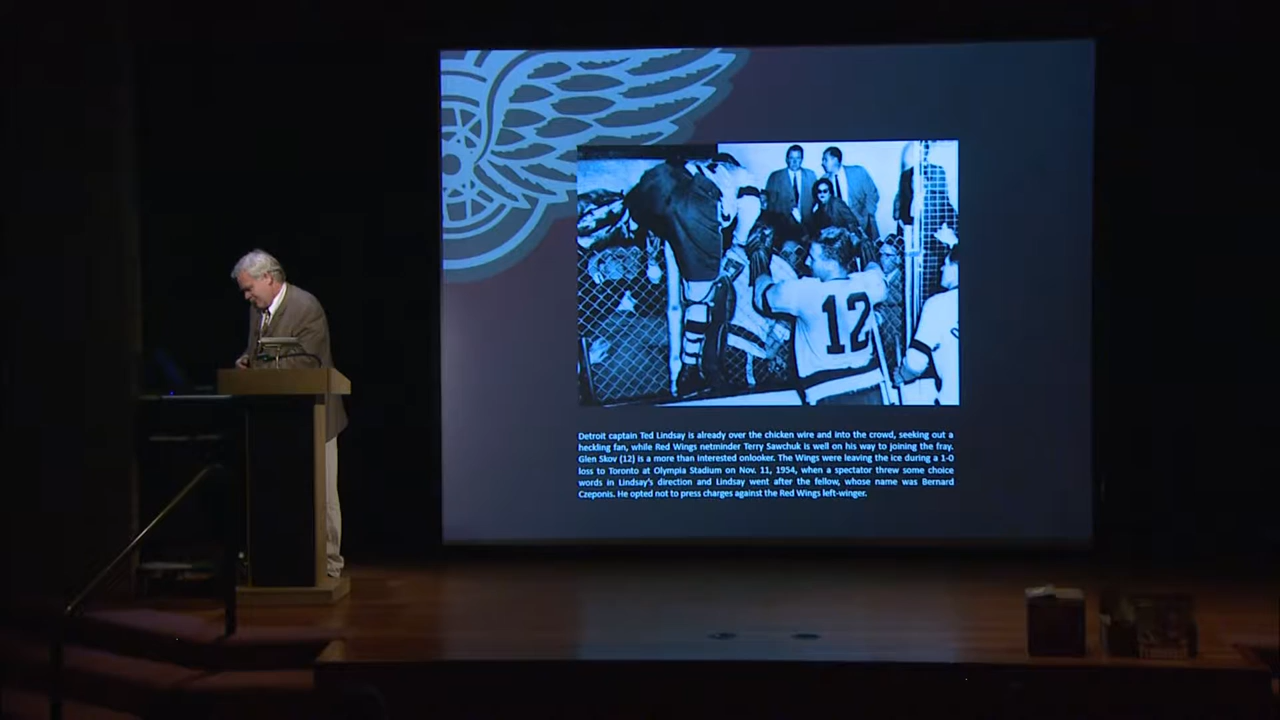 12
Detroit captain Ted Lindsay is already over the chicken wire and into the crowd, seeking out a
heckling fan, while Red Wings netminder Terry Sawchuk is well on his way to joining the fray.
Glen Skov (12) is a more than interested onlooker. The Wings were leaving the ice during a 1-0
loss to Toronto at Olympia Stadium on Nov. 11, 1954, when a spectator threw some choice
words in Lindsay's direction and Lindsay went after the fellow, whose name was Bernard
Czeponis. He opted not to press charges against the Red Wings left-winger.